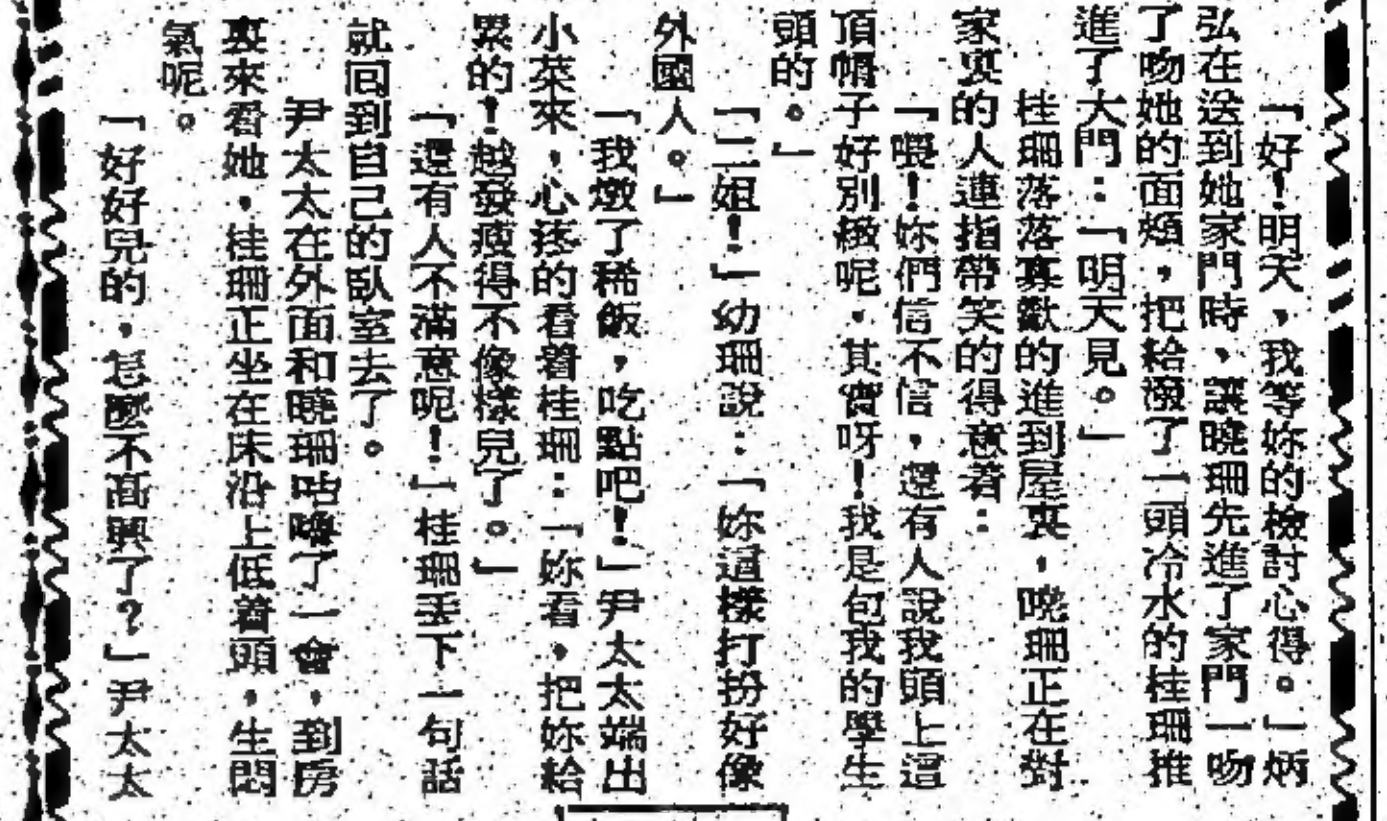 「好!明天,我等妳的檢討心得。」炳
弘在送到她家門時,讓曉珊先進了家門一吻
了吻她的面頰,把給潑了一頭冷水的桂珊推
進了大門:「明天見。」
桂珊落落寡歡的進到屋裏,曉珊正在對
家裏的人連指帶笑的得意着:
「喂!妳們信不信,還有人說我頭上這
頂帽子好別緻呢,其實呀!我是包我的學生
頭的。」
「二姐!」幼珊說:「妳這樣打扮好像
外國人。」
「我燉了稀飯,吃點吧!」尹太太端出
小菜來,心疼的看着桂珊:「妳看,把妳給
累的!越發瘦得不像樣兒了。」
「還有人不滿意呢!」桂珊丟下一句話
就回到自己的臥室去了。
尹太太在外面和曉珊咕嚕了一會,到房
裏來看她,桂珊正坐在床沿上低着頭,生悶
氣呢。
「好好兒的,怎麼不高興了?」尹太太